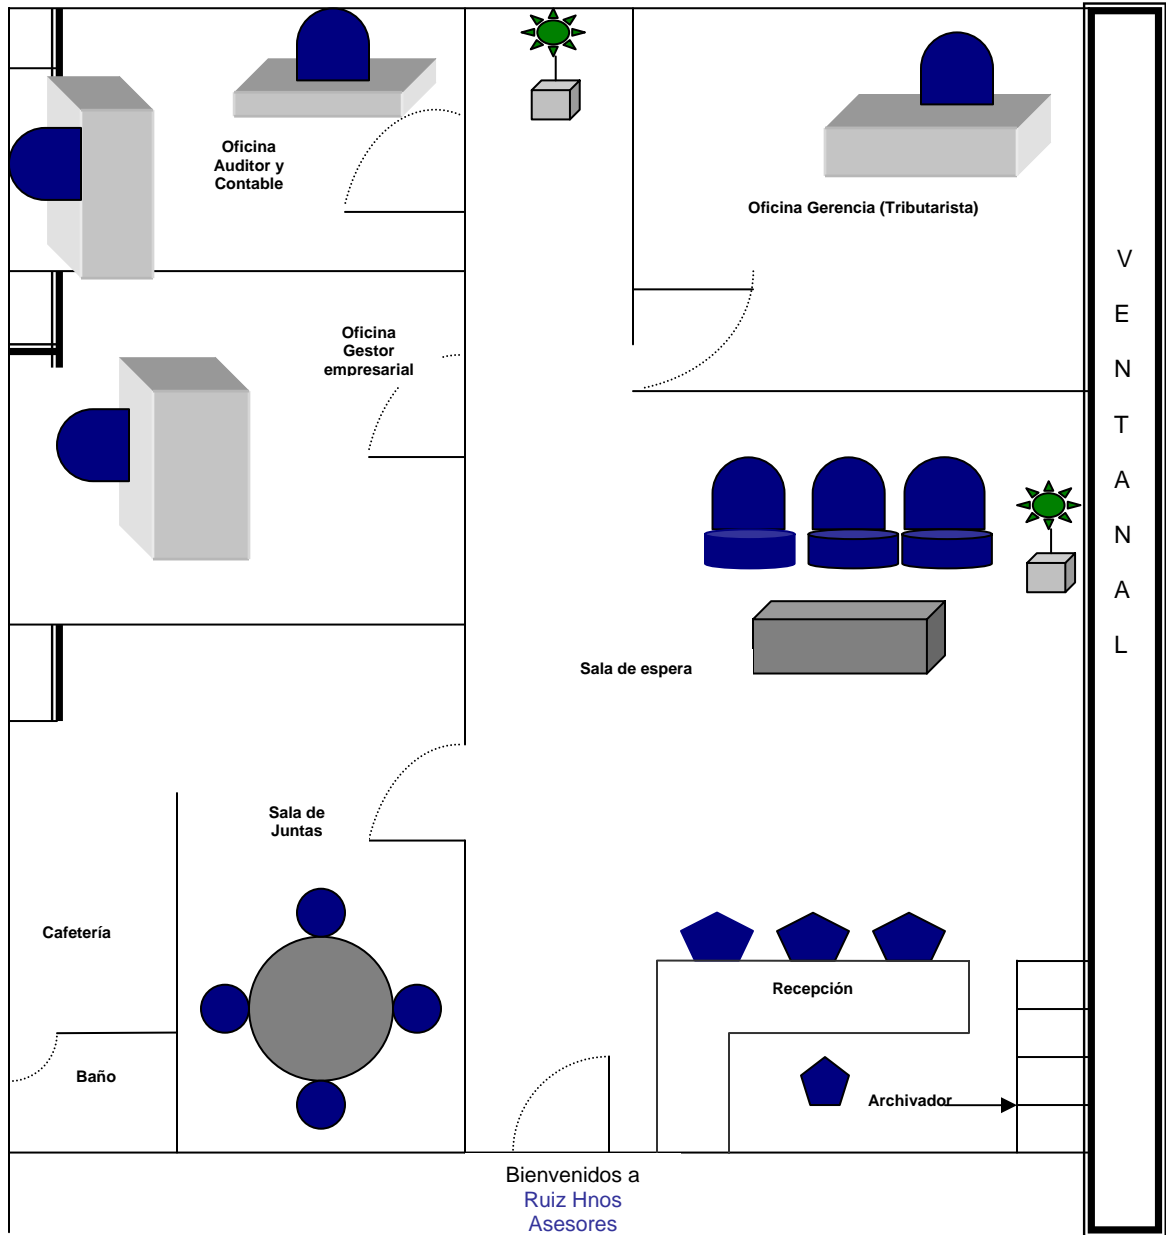 Oficina
Auditor y
Contable
Oficina Gerencia (Tributarista)
Oficina
Gestor
empresarial
V
E
N
T
A
N
A
L
Sala de espera
Sala de
Juntas
Cafetería
Recepción
Baño
Archivador
Bienvenidos a
Ruiz Hnos
Asesores